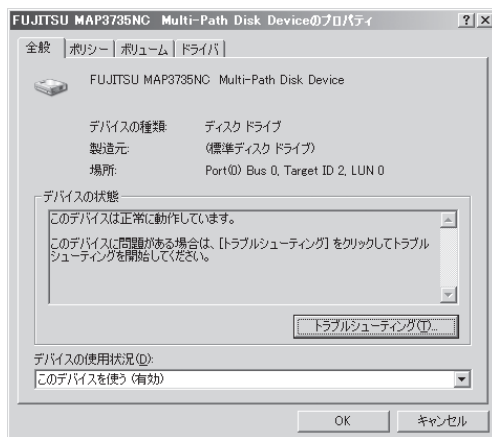 FUJITSU MAP3735NC Multi-Path Disk Deviceのプロパティ
全般 ポリシー ボリューム ドライバ
FUJITSU MAP3735NC Multi-Path Disk Device
デバイスの種類: ディスク ドライブ
製造元: (標準ディスク ドライブ)
場所: Port(0) Bus 0, Target ID 2, LUN 0
デバイスの状態
このデバイスは正常に動作しています。
このデバイスに問題がある場合は、[トラブルシューティング] をクリックしてトラブル
シューティングを開始してください。
トラブルシューティング(T)...
デバイスの使用状況(D):
このデバイスを使う (有効)
OK キャンセル